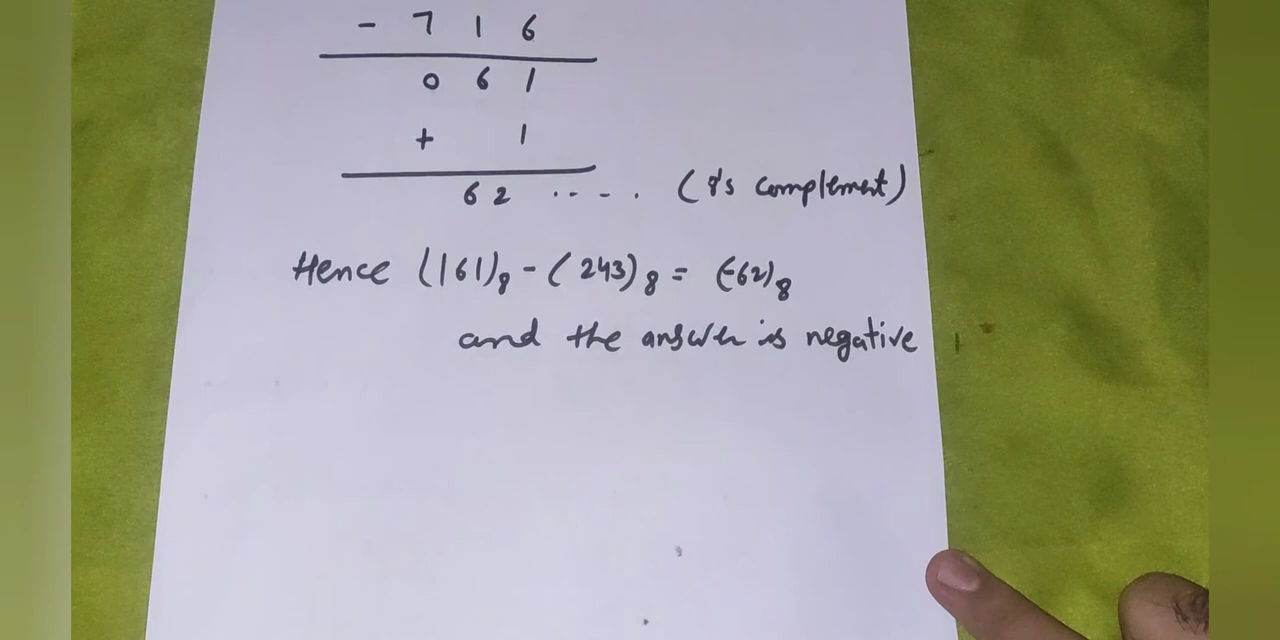 - 7 1 6
0 6 1
+ 1
6 2 ..--. (8's complement)
Hence (161)8 - (243)8 = (-62)8
and the answer is negative